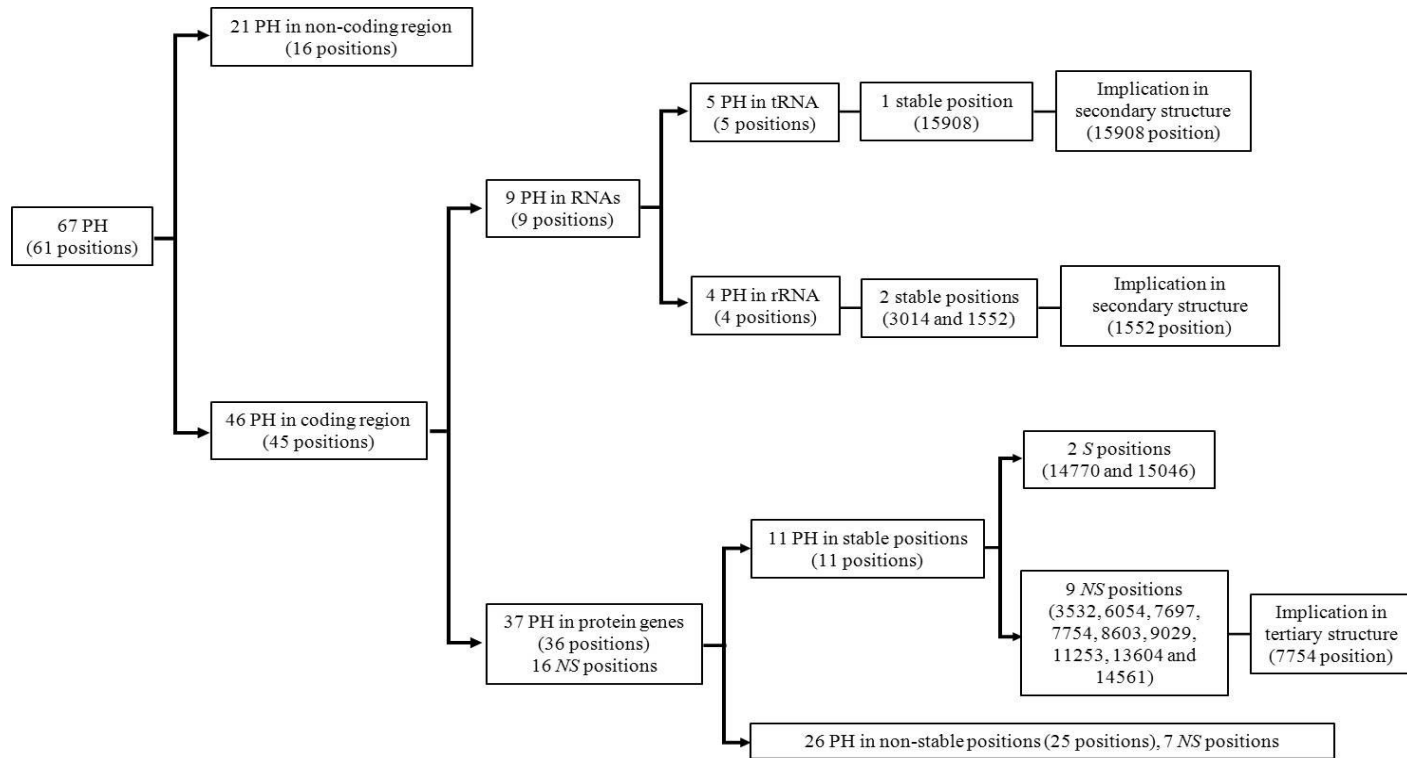 21 PH in non-coding region
(16 positions)
5 PH in tRNA
(5 positions)
1 stable position
(15908)
Implication in
secondary structure
(15908 position)
9 PH in RNAs
(9 positions)
67 PH
(61 positions)
4 PH in rRNA
(4 positions)
2 stable positions
(3014 and 1552)
Implication in
secondary structure
(1552 position)
46 PH in coding region
(45 positions)
2 S positions
(14770 and 15046)
11 PH in stable positions
(11 positions)
37 PH in protein genes
(36 positions)
16 NS positions
9 NS positions
(3532, 6054, 7697,
7754, 8603, 9029,
11253, 13604 and
14561)
Implication in
tertiary structure
(7754 position)
26 PH in non-stable positions (25 positions), 7 NS positions